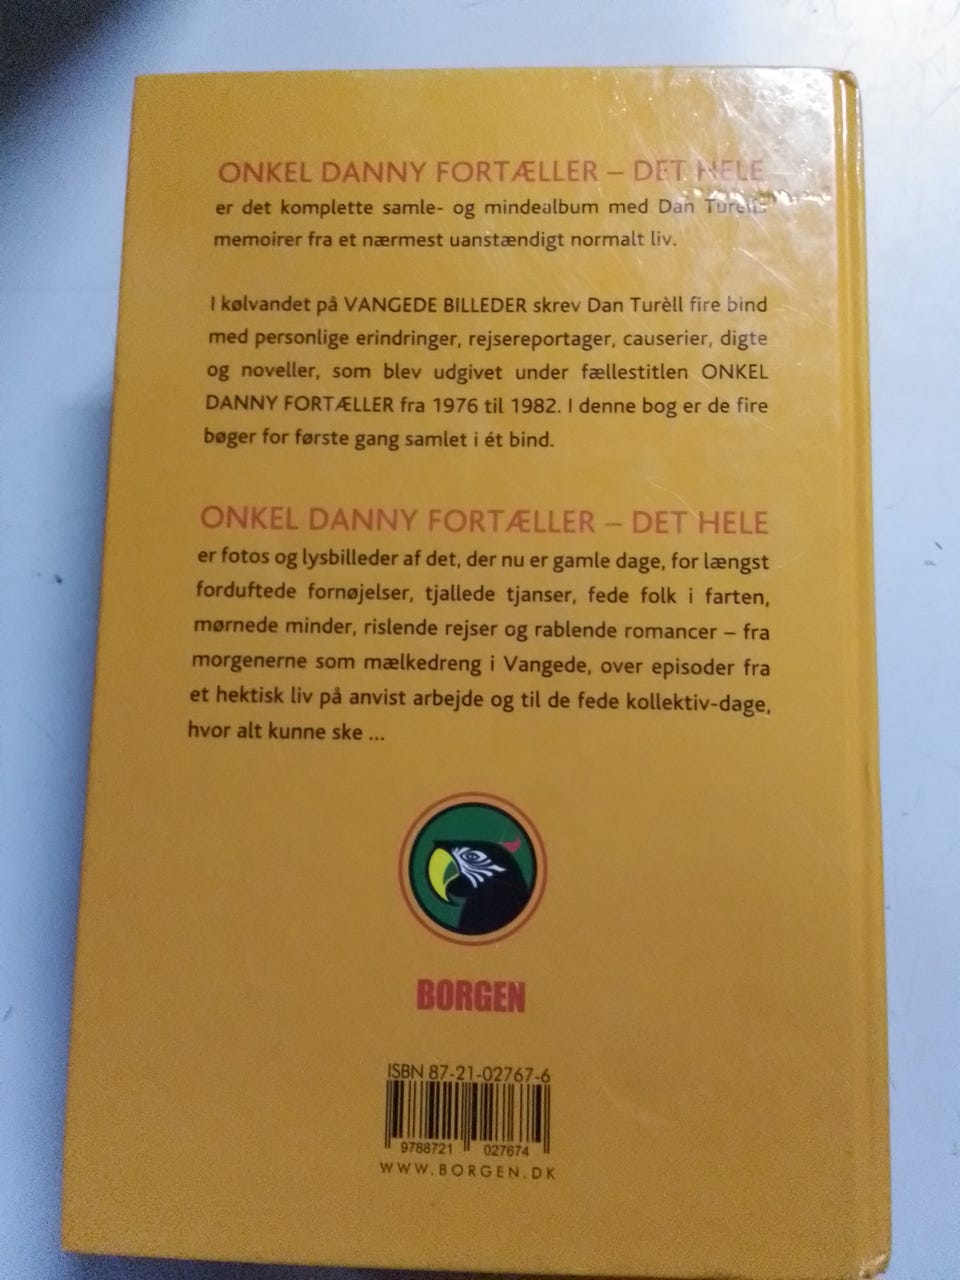 ONKEL DANNY FORTÆLLER – DET HELE
er det komplette samle- og mindealbum med Dan Turèlls
memoirer fra et nærmest uanstændigt normalt liv.
I kølvandet på VANGEDE BILLEDER skrev Dan Turèll fire bind
med personlige erindringer, rejsereportager, causerier, digte
og noveller, som blev udgivet under fællestitlen ONKEL
DANNY FORTÆLLER fra 1976 til 1982. I denne bog er de fire
bøger for første gang samlet i ét bind.
ONKEL DANNY FORTÆLLER – DET HELE
er fotos og lysbilleder af det, der nu er gamle dage, for længst
forduftede fornøjelser, tjallede tjanser, fede folk i farten,
mørnede minder, rislende rejser og rablende romancer – fra
morgenerne som mælkedreng i Vangede, over episoder fra
et hektisk liv på anvist arbejde og til de fede kollektiv-dage,
hvor alt kunne ske ...
BORGEN
ISBN 87-21-02767-6
9788721 027674
WWW.BORGEN.DK